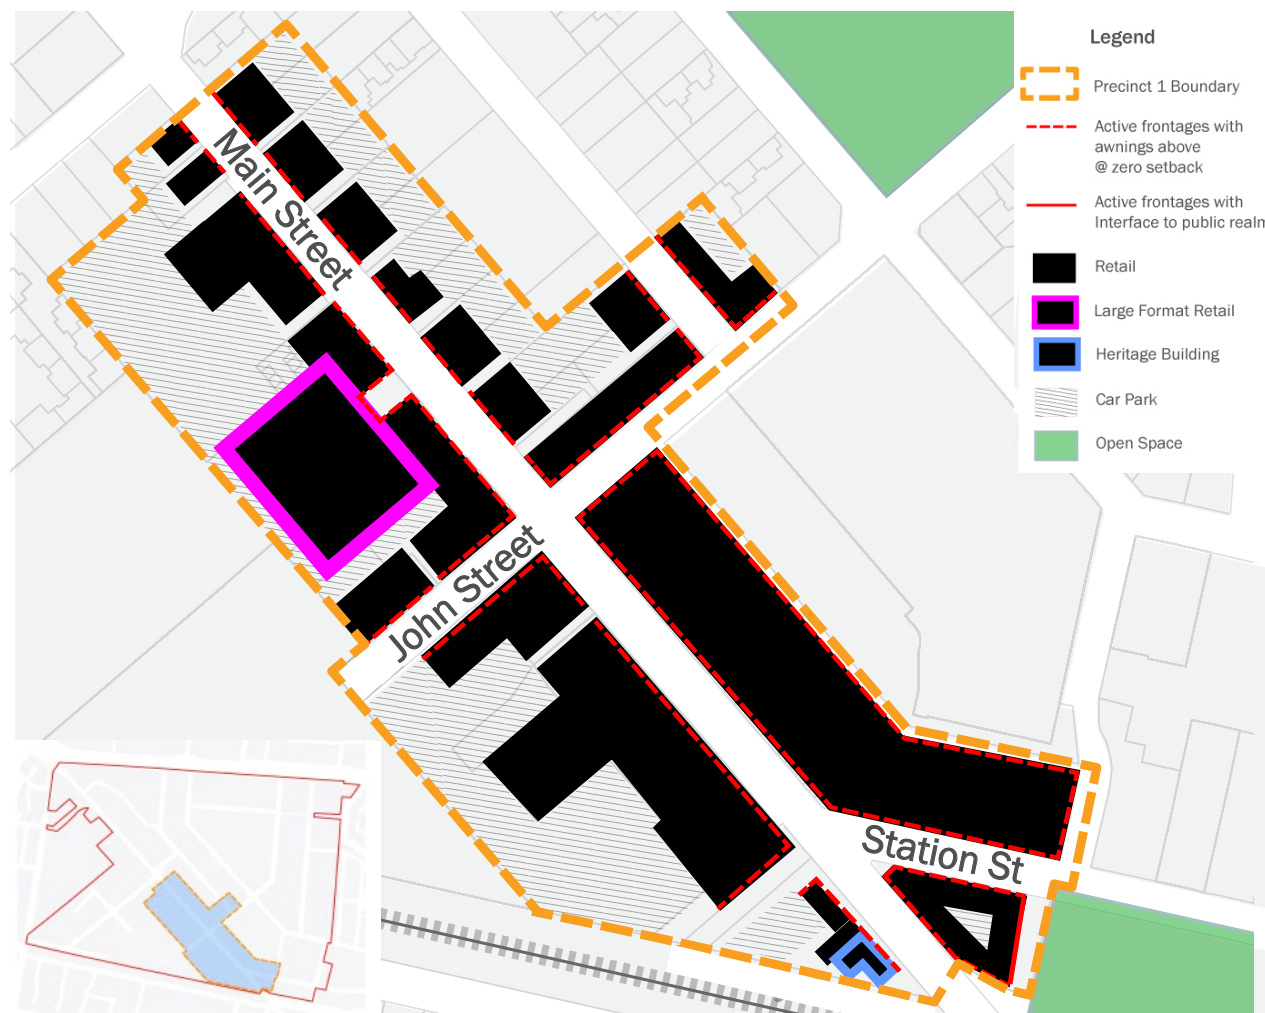 Legend
Precinct 1 Boundary
Active frontages with
awnings above
@ zero setback
Active frontages with
Interface to public realm
Retail
Large Format Retail
Heritage Building
Car Park
Open Space
Main Street
John Street
Station St